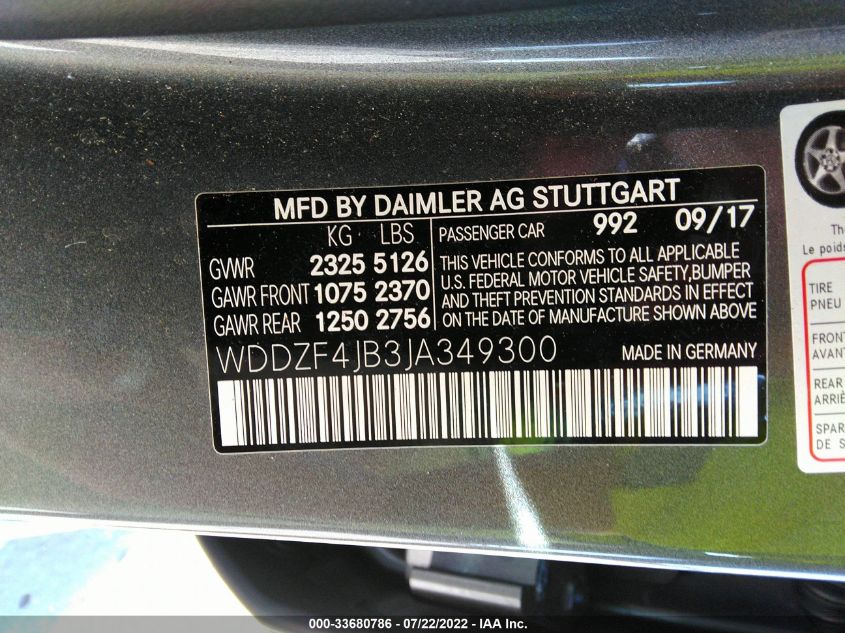 MFD BY DAIMLER AG STUTTGART
KG LBS
GVWR 2325 5126
GAWR FRONT 1075 2370
GAWR REAR 1250 2756
PASSENGER CAR 992 09/17
THIS VEHICLE CONFORMS TO ALL APPLICABLE
U.S. FEDERAL MOTOR VEHICLE SAFETY,BUMPER
AND THEFT PREVENTION STANDARDS IN EFFECT
ON THE DATE OF MANUFACTURE SHOWN ABOVE
WDDZF4JB3JA349300 MADE IN GERMANY
Th
Le poids
TIRE
PNEU
FRONT
AVANT
REAR
ARRIÈ
SPAR
DE S
000-33680786 / 07/22/2022 / IAA Inc.